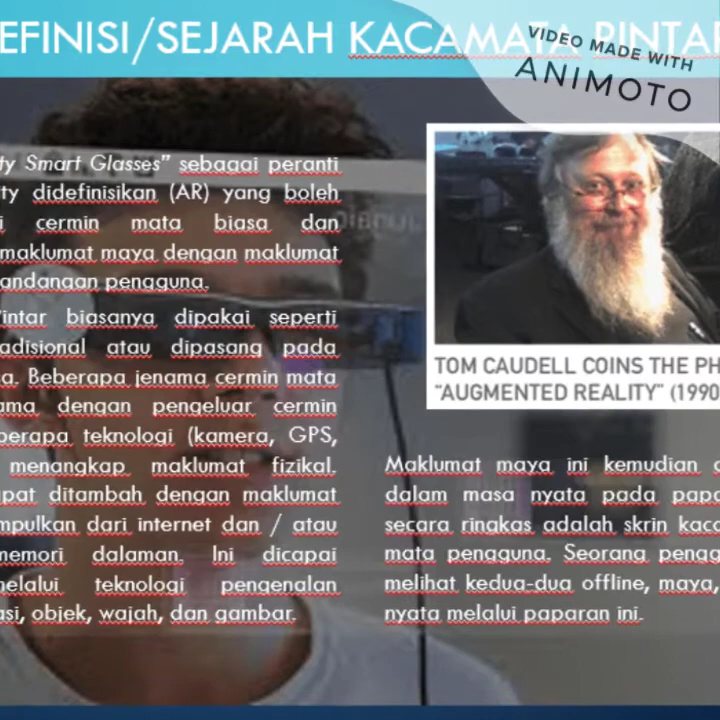 EFINISI/SEJARAH KACAMATA PINTAR
VIDEO MADE WITH
ANIMOTO
ty Smart Glasses” sebagai peranti
ty didefinisikan (AR) yang boleh
i cermin mata biasa dan
maklumat maya dengan maklumat
andangaan pengguna.
intar biasanya dipakai seperti
adisional atau dipasang pada
a. Beberapa jenama cermin mata
ama dengan pengeluar cermin
berapa teknologi (kamera, GPS,
menangkap maklumat fizikal.
pat ditambah dengan maklumat
mpulkan dari internet dan / atau
memori dalaman. Ini dicapai
melalui teknologi pengenalan
asi, objek, wajah, dan gambar.
TOM CAUDELL COINS THE PH
“AUGMENTED REALITY” (1990
Maklumat maya ini kemudian
dalam masa nyata pada papa
secara ringkas adalah skrin kaca
mata pengguna. Seorang pengg
melihat kedua-dua offline, maya,
nyata melalui paparan ini.